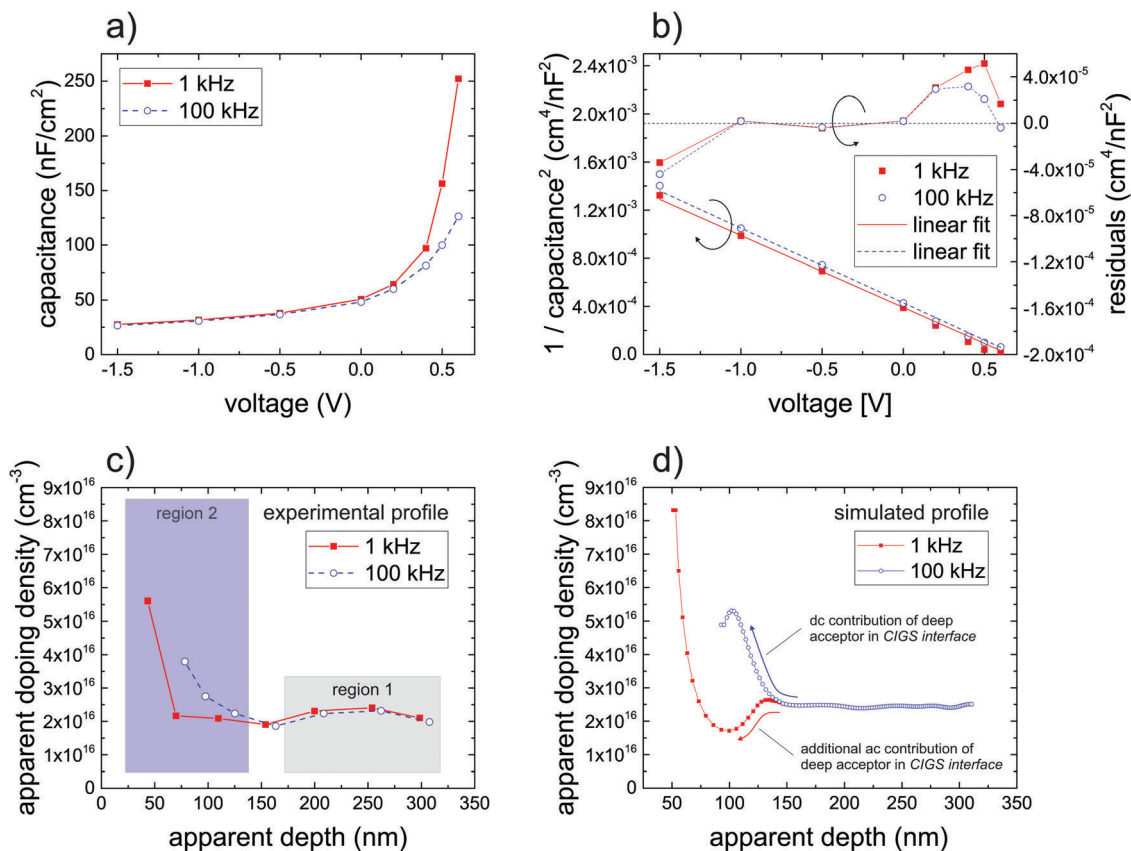 a)
capacitance (nF/cm²)
250
200
150
100
50
0
1 kHz
100 kHz
-1.5
-1.0
-0.5
0.0
0.5
voltage (V)
b)
1 / capacitance² (cm⁴/nF²)
2.4x10⁻³
2.0x10⁻³
1.6x10⁻³
1.2x10⁻³
8.0x10⁻⁴
4.0x10⁻⁴
0.0
1 kHz
100 kHz
linear fit
linear fit
4.0x10⁻⁵
0.0
-4.0x10⁻⁵
-8.0x10⁻⁵
-1.2x10⁻⁴
-1.6x10⁻⁴
-2.0x10⁻⁴
residuals (cm⁴/nF²)
-1.5
-1.0
-0.5
0.0
0.5
voltage [V]
c)
apparent doping density (cm⁻³)
9x10¹⁶
8x10¹⁶
7x10¹⁶
6x10¹⁶
5x10¹⁶
4x10¹⁶
3x10¹⁶
2x10¹⁶
1x10¹⁶
0
region 2
experimental profile
1 kHz
100 kHz
region 1
0
50
100
150
200
250
300
350
apparent depth (nm)
d)
apparent doping density (cm⁻³)
9x10¹⁶
8x10¹⁶
7x10¹⁶
6x10¹⁶
5x10¹⁶
4x10¹⁶
3x10¹⁶
2x10¹⁶
1x10¹⁶
0
simulated profile
1 kHz
100 kHz
dc contribution of deep
acceptor in CIGS interface
additional ac contribution of
deep acceptor in CIGS interface
50
100
150
200
250
300
350
apparent depth (nm)